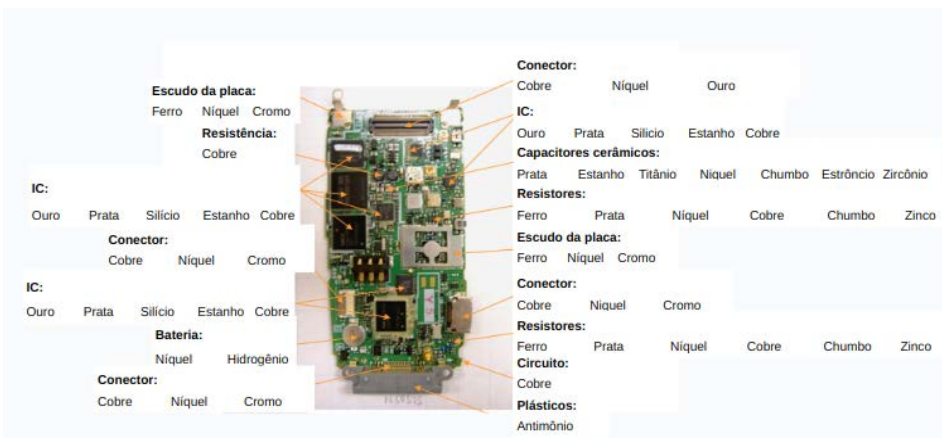 Escudo da placa:
Ferro Níquel Cromo
Resistência:
Cobre
IC:
Ouro Prata Silício Estanho Cobre
Conector:
Cobre Níquel Cromo
IC:
Ouro Prata Silício Estanho Cobre
Bateria:
Níquel Hidrogênio
Conector:
Cobre Níquel Cromo
Conector:
Cobre Níquel Ouro
IC:
Ouro Prata Silicio Estanho Cobre
Capacitores cerâmicos:
Prata Estanho Titânio Niquel Chumbo Estrôncio Zircônio
Resistores:
Ferro Prata Níquel Cobre Chumbo Zinco
Escudo da placa:
Ferro Níquel Cromo
Conector:
Cobre Niquel Cromo
Resistores:
Ferro Prata Níquel Cobre Chumbo Zinco
Circuito:
Cobre
Plásticos:
Antimônio